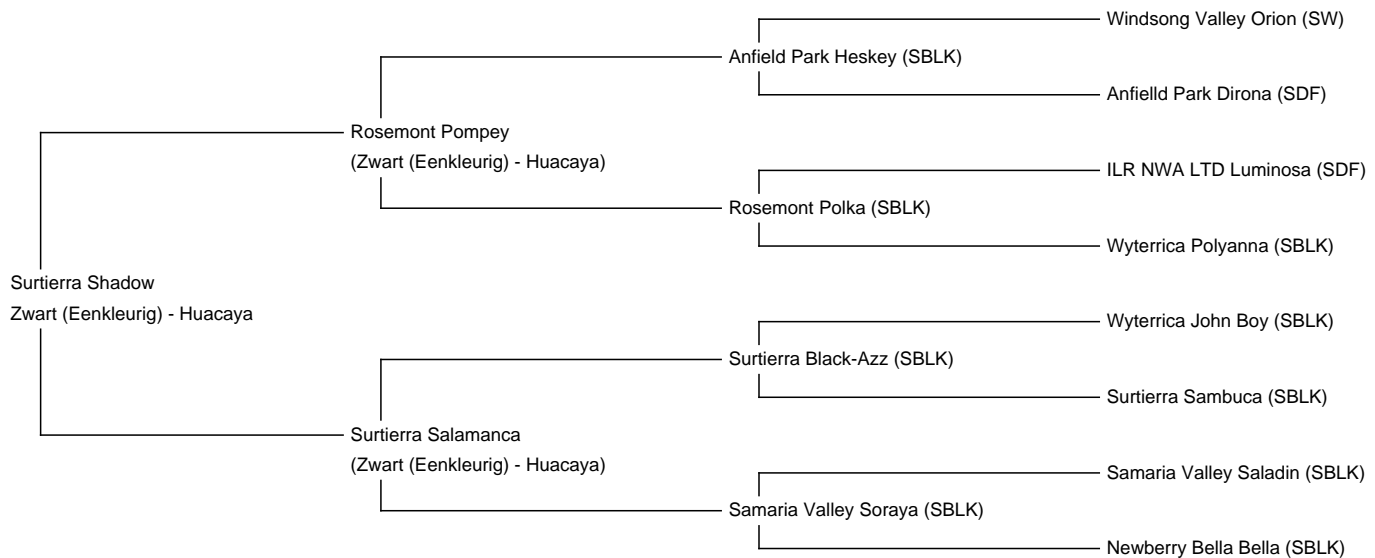 Windsong Valley Orion (SW)
Anfield Park Heskey (SBLK)
Anfielld Park Dirona (SDF)
Rosemont Pompey
(Zwart (Eenkleurig) - Huacaya)
ILR NWA LTD Luminosa (SDF)
Rosemont Polka (SBLK)
Wyterrica Polyanna (SBLK)
Surtierra Shadow
Zwart (Eenkleurig) - Huacaya
Wyterrica John Boy (SBLK)
Surtierra Black-Azz (SBLK)
Surtierra Sambuca (SBLK)
Surtierra Salamanca
(Zwart (Eenkleurig) - Huacaya)
Samaria Valley Saladin (SBLK)
Samaria Valley Soraya (SBLK)
Newberry Bella Bella (SBLK)